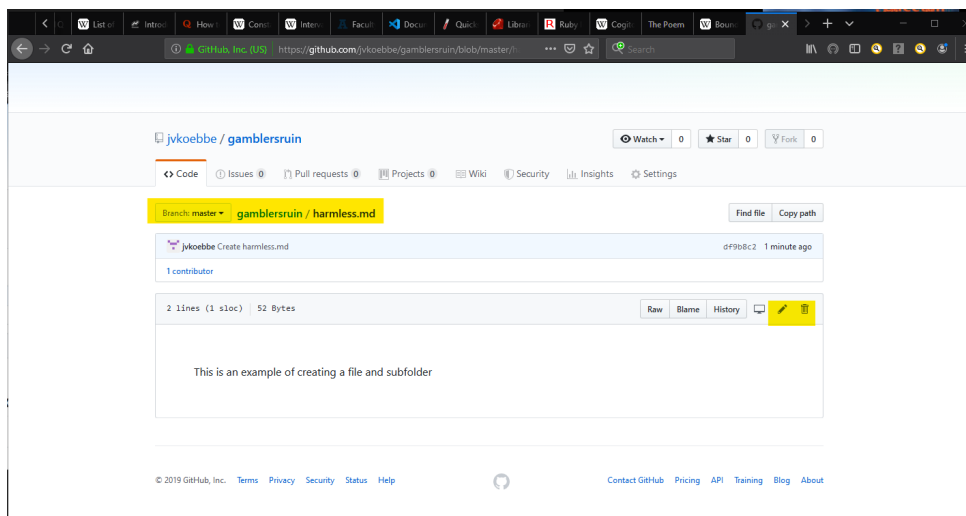 List of Introd How t Const Interv Facult Docur Quick Librar Ruby Cogit The Poem Boun ga
GitHub, Inc. (US) https://github.com/jvkoebbe/gamblersruin/blob/master/h ... Search
jvkoebbe / gamblersruin Watch 0 Star 0 Fork 0
Code Issues 0 Pull requests 0 Projects 0 Wiki Security Insights Settings
Branch: master gamblersruin / harmless.md Find file Copy path
jvkoebbe Create harmless.md df9b8c2 1 minute ago
1 contributor
2 lines (1 sloc) 52 Bytes Raw Blame History
This is an example of creating a file and subfolder
© 2019 GitHub, Inc. Terms Privacy Security Status Help Contact GitHub Pricing API Training Blog About